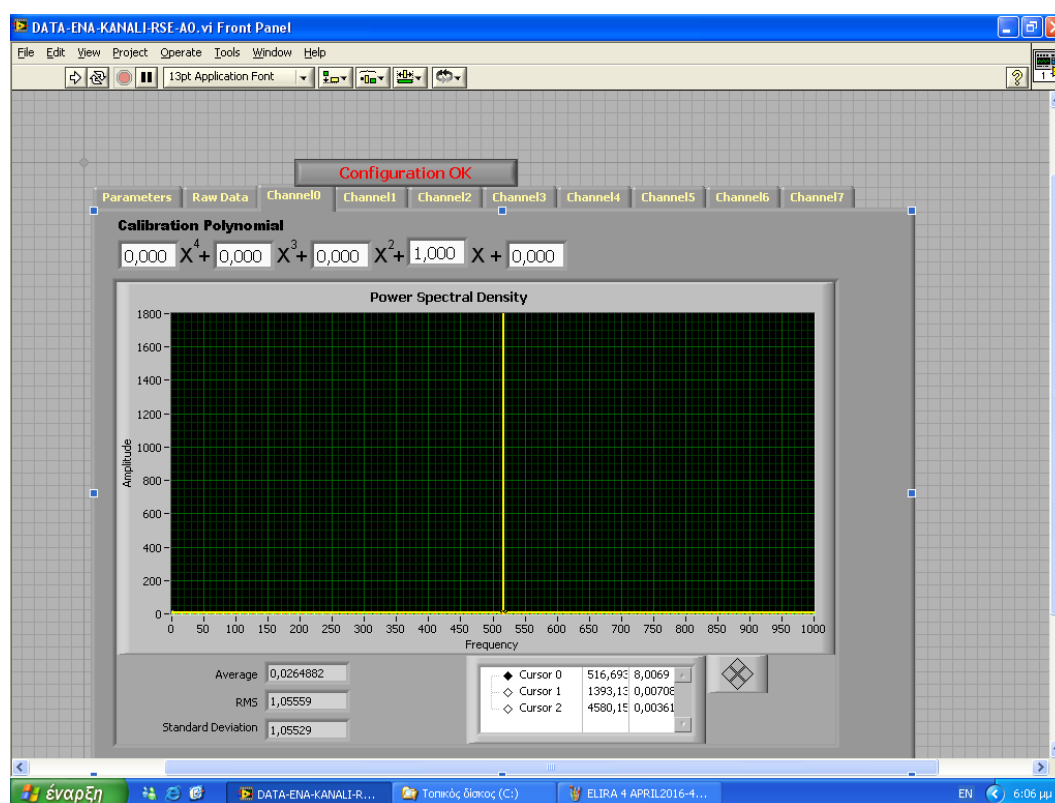 DATA-ENA-KANALI-RSE-A0.vi Front Panel
File Edit View Project Operate Tools Window Help
13pt Application Font
1
Configuration OK
Parameters Raw Data Channel0 Channel1 Channel2 Channel3 Channel4 Channel5 Channel6 Channel7
Calibration Polynomial
0,000 X4+ 0,000 X3+ 0,000 X2+ 1,000 X + 0,000
Power Spectral Density
1800
1600
1400
1200
1000
800
600
400
200
0
Amplitude
0 50 100 150 200 250 300 350 400 450 500 550 600 650 700 750 800 850 900 950 1000
Frequency
Average 0,0264882
RMS 1,05559
Standard Deviation 1,05529
Cursor 0 516,693 8,0069
Cursor 1 1393,13 0,00708
Cursor 2 4580,15 0,00361
έναρξη DATA-ENA-KANALI-R... Τοπικός δίσκος (C:) ELIRA 4 APRIL2016-4... EN 6:06 μμ